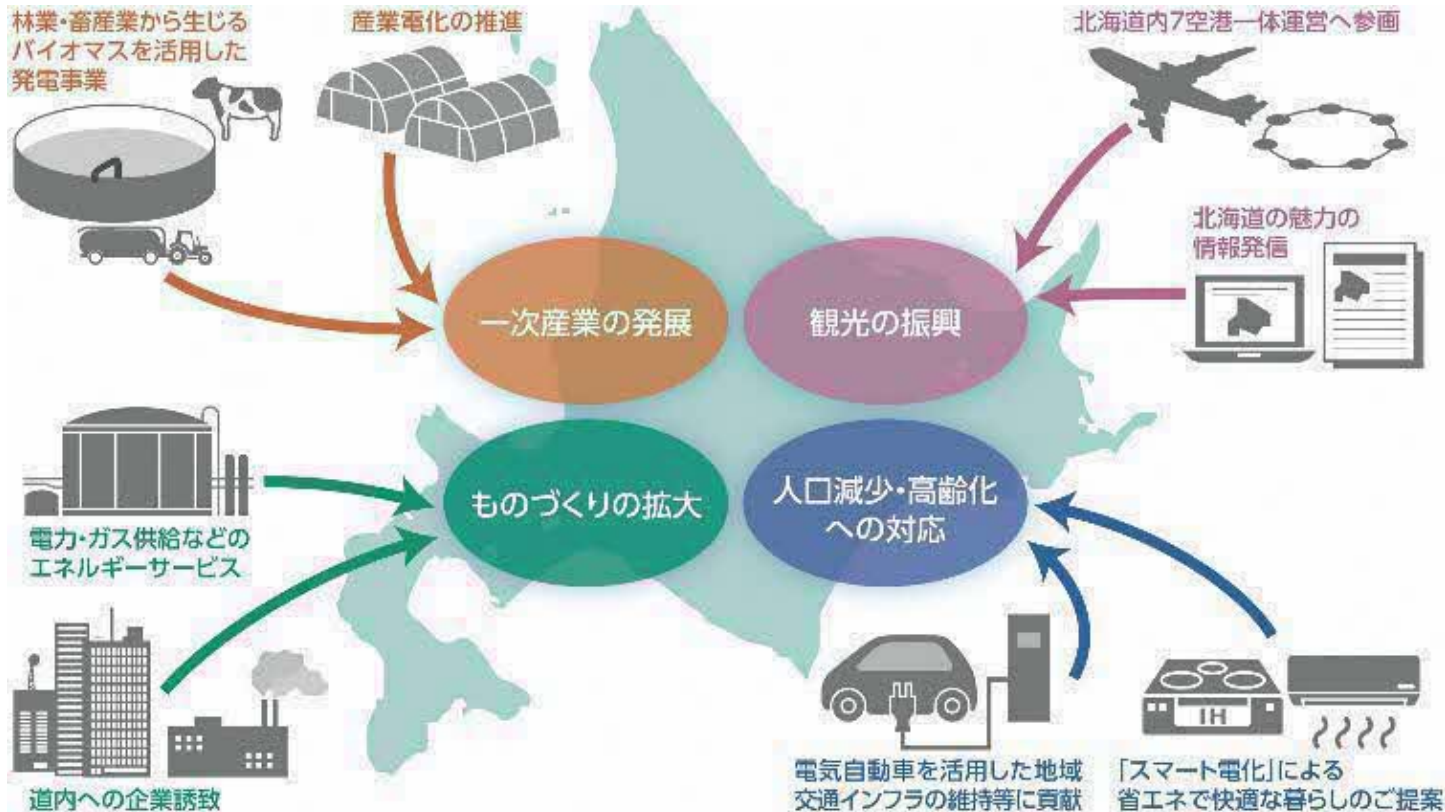 林業・畜産業から生じる
バイオマスを活用した
発電事業
産業電化の推進
北海道内7空港一体運営へ参画
北海道の魅力の
情報発信
一次産業の発展
観光の振興
ものづくりの拡大
人口減少・高齢化
への対応
電力・ガス供給などの
エネルギーサービス
道内への企業誘致
IH
電気自動車を活用した地域
交通インフラの維持等に貢献
「スマート電化」による
省エネで快適な暮らしのご提案